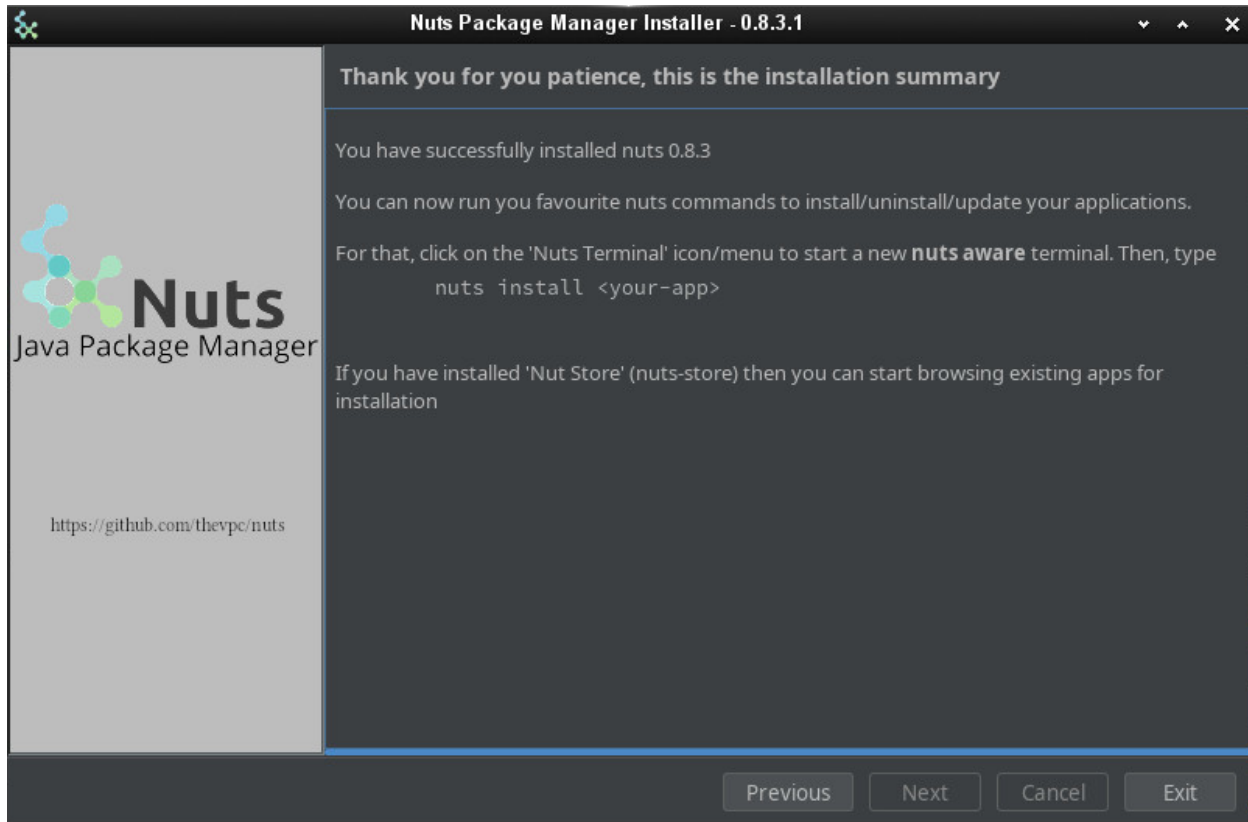 Nuts Package Manager Installer - 0.8.3.1
Thank you for you patience, this is the installation summary
You have successfully installed nuts 0.8.3
You can now run you favourite nuts commands to install/uninstall/update your applications.
For that, click on the 'Nuts Terminal' icon/menu to start a new nuts aware terminal. Then, type
nuts install <your-app>
If you have installed 'Nut Store' (nuts-store) then you can start browsing existing apps for
installation
Nuts
Java Package Manager
https://github.com/thevpc/nuts
Previous
Next
Cancel
Exit